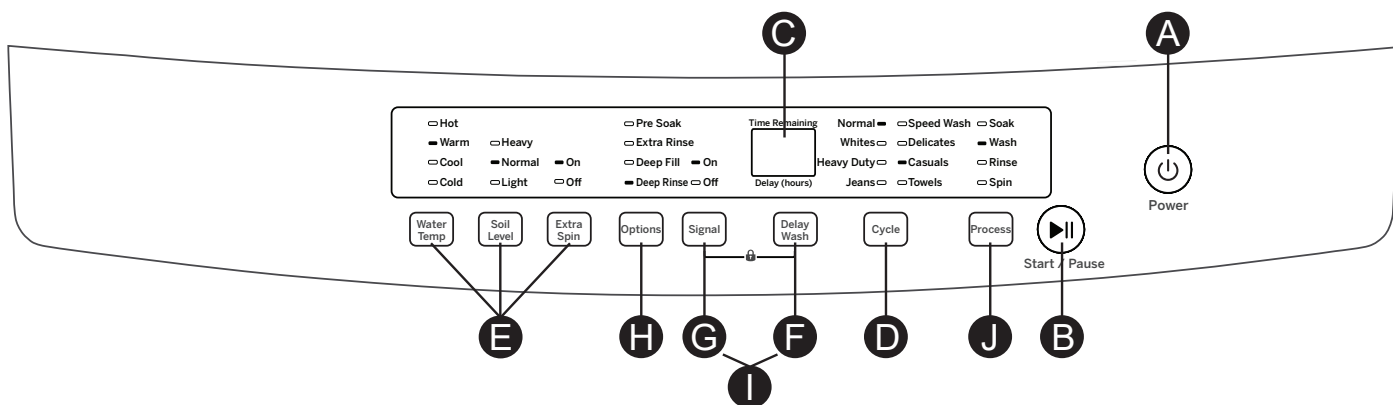 C
A
Hot
Pre Soak
Time Remaining
Normal
Speed Wash
Soak
Warm
Heavy
Extra Rinse
Whites
Delicates
Wash
Cool
Normal
On
Deep Fill
On
Heavy Duty
Casuals
Rinse
Cold
Light
Off
Deep Rinse
Off
Delay (hours)
Jeans
Towels
Spin
Power
Water
Temp
Soil
Level
Extra
Spin
Options
Signal
Delay
Wash
Cycle
Process
Start / Pause
E
H
G
F
D
J
B
I